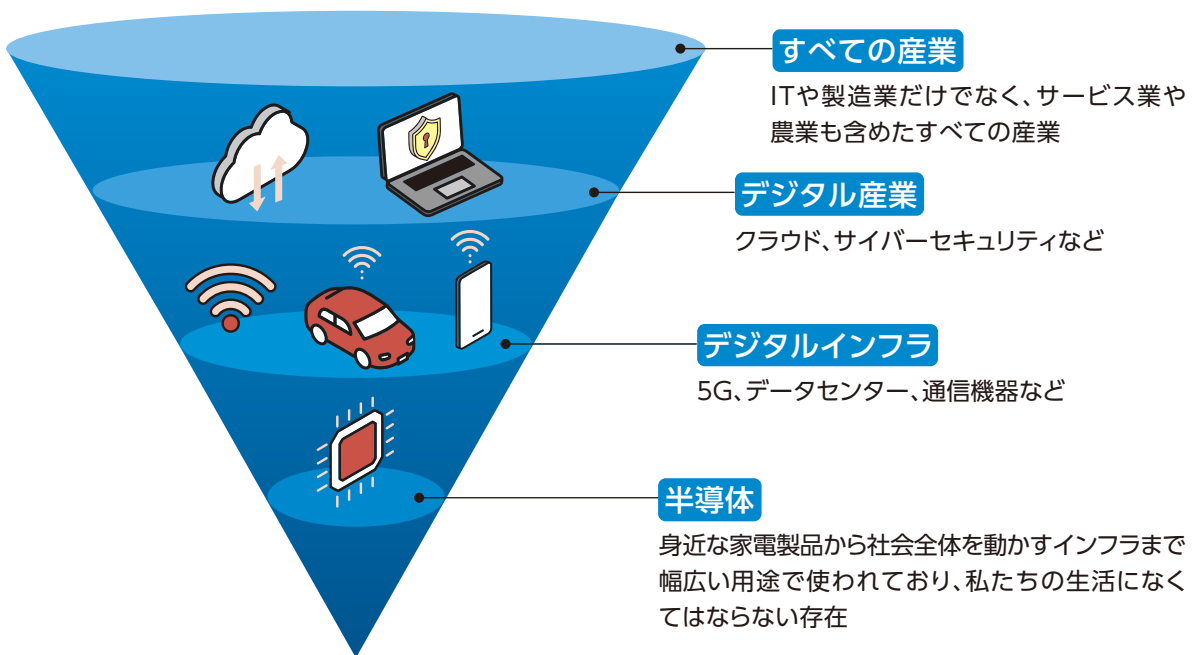 すべての産業
ITや製造業だけでなく、サービス業や
農業も含めたすべての産業
デジタル産業
クラウド、サイバーセキュリティなど
デジタルインフラ
5G、データセンター、通信機器など
半導体
身近な家電製品から社会全体を動かすインフラまで
幅広い用途で使われており、私たちの生活になく
てはならない存在